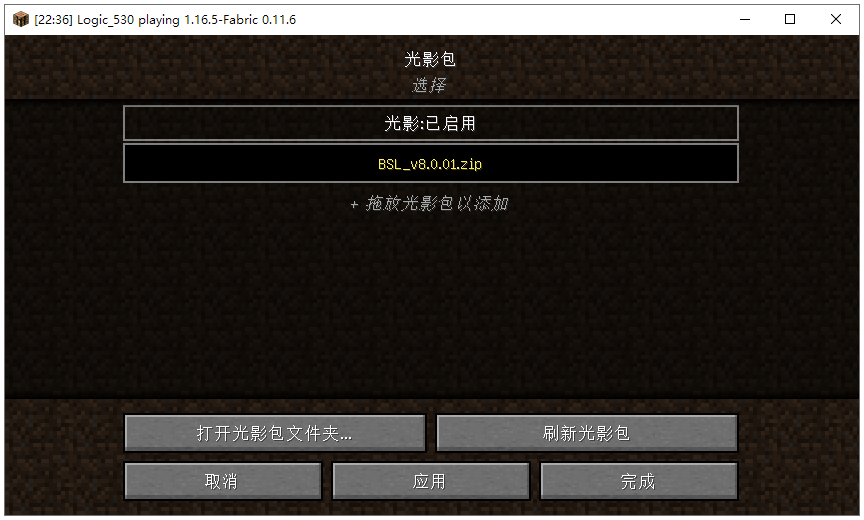 [22:36] Logic_530 playing 1.16.5-Fabric 0.11.6
光影包
选择
光影:已启用
BSL_v8.0.01.zip
+ 拖放光影包以添加
打开光影包文件夹... 刷新光影包
取消 应用 完成